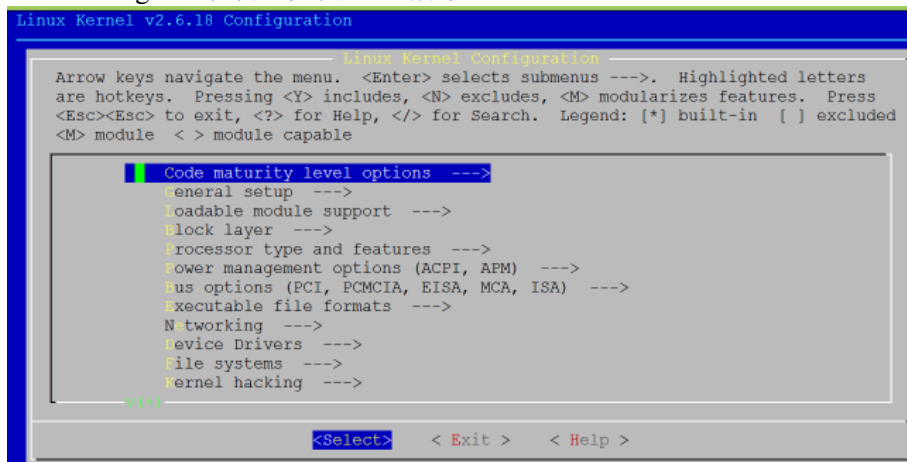 Linux Kernel v2.6.18 Configuration
Linux Kernel Configuration
Arrow keys navigate the menu. <Enter> selects submenus --->. Highlighted letters
are hotkeys. Pressing <Y> includes, <N> excludes, <M> modularizes features. Press
<Esc><Esc> to exit, <?> for Help, </> for Search. Legend: [*] built-in [ ] excluded
<M> module < > module capable
Code maturity level options --->
General setup --->
Loadable module support --->
Block layer --->
Processor type and features --->
Power management options (ACPI, APM) --->
Bus options (PCI, PCMCIA, EISA, MCA, ISA) --->
Executable file formats --->
Networking --->
Device Drivers --->
File systems --->
Kernel hacking --->
<Select> < Exit > < Help >